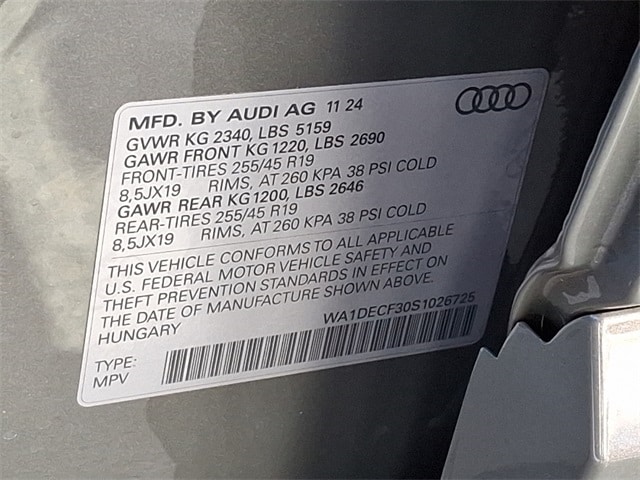 MFD. BY AUDI AG 11 24
GVWR KG 2340, LBS 5159
GAWR FRONT KG 1220, LBS 2690
FRONT-TIRES 255/45 R19
8,5JX19 RIMS, AT 260 KPA 38 PSI COLD
GAWR REAR KG 1200, LBS 2646
REAR-TIRES 255/45 R19
8,5JX19 RIMS, AT 260 KPA 38 PSI COLD
THIS VEHICLE CONFORMS TO ALL APPLICABLE
U.S. FEDERAL MOTOR VEHICLE SAFETY AND
THEFT PREVENTION STANDARDS IN EFFECT ON
THE DATE OF MANUFACTURE SHOWN ABOVE.
HUNGARY
WA1DECF30S1026725
TYPE:
MPV